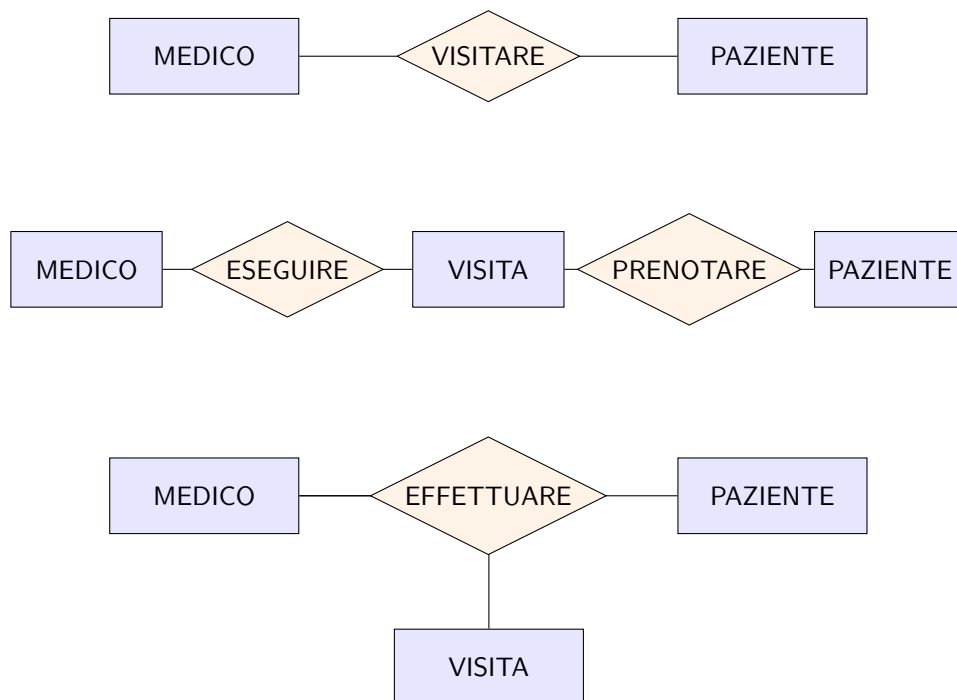 MEDICO VISITARE PAZIENTE
MEDICO ESEGUIRE VISITA PRENOTARE PAZIENTE
MEDICO EFFETTUARE PAZIENTE
VISITA